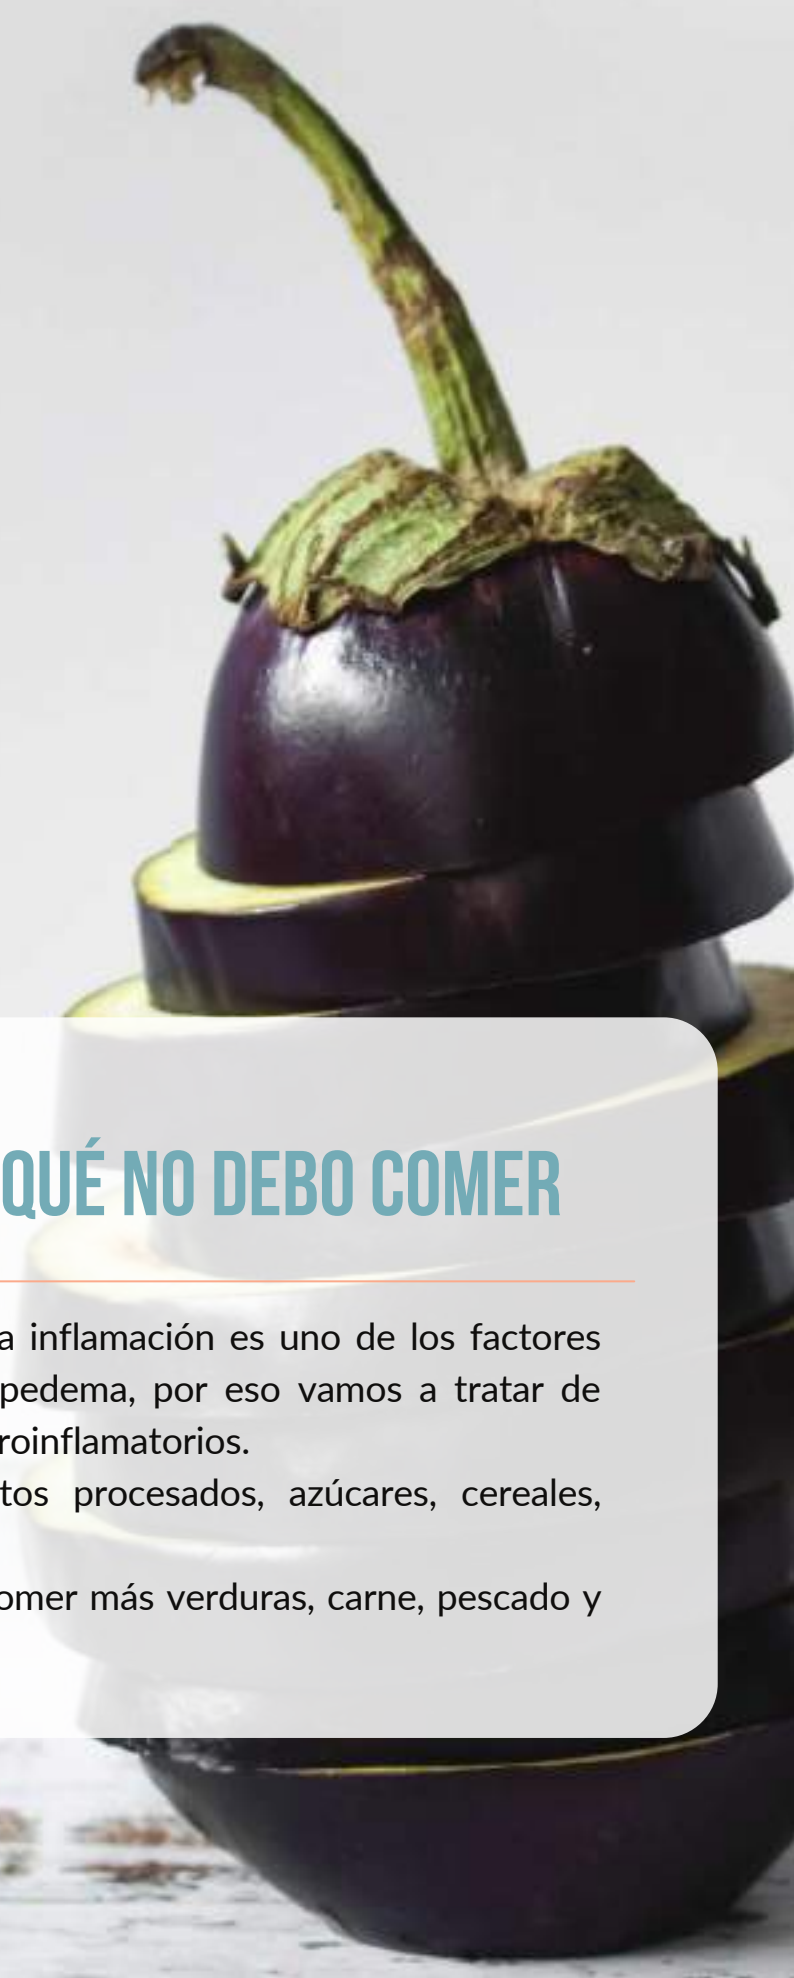 QUÉ NO DEBO COMER
a inflamación es uno de los factores
pedema, por eso vamos a tratar de
roinflamatorios.
tos procesados, azúcares, cereales,
omer más verduras, carne, pescado y